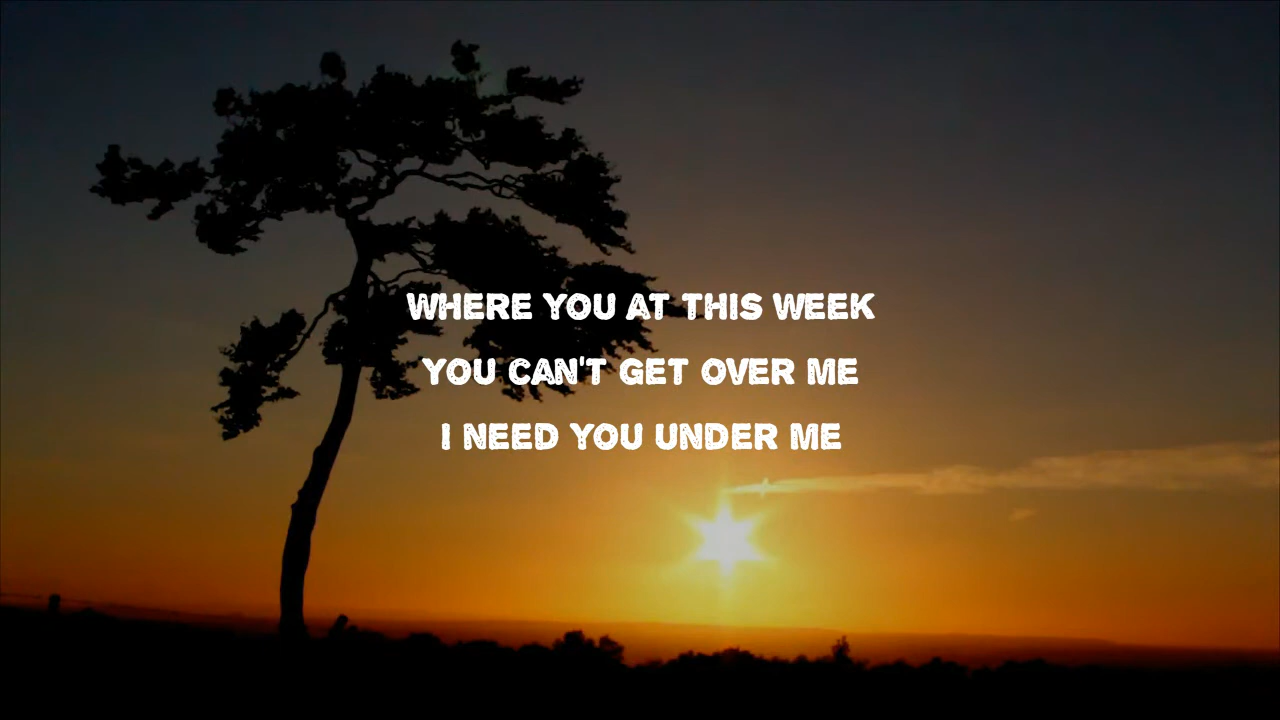 WHERE YOU AT THIS WEEK
YOU CAN'T GET OVER ME
I NEED YOU UNDER ME